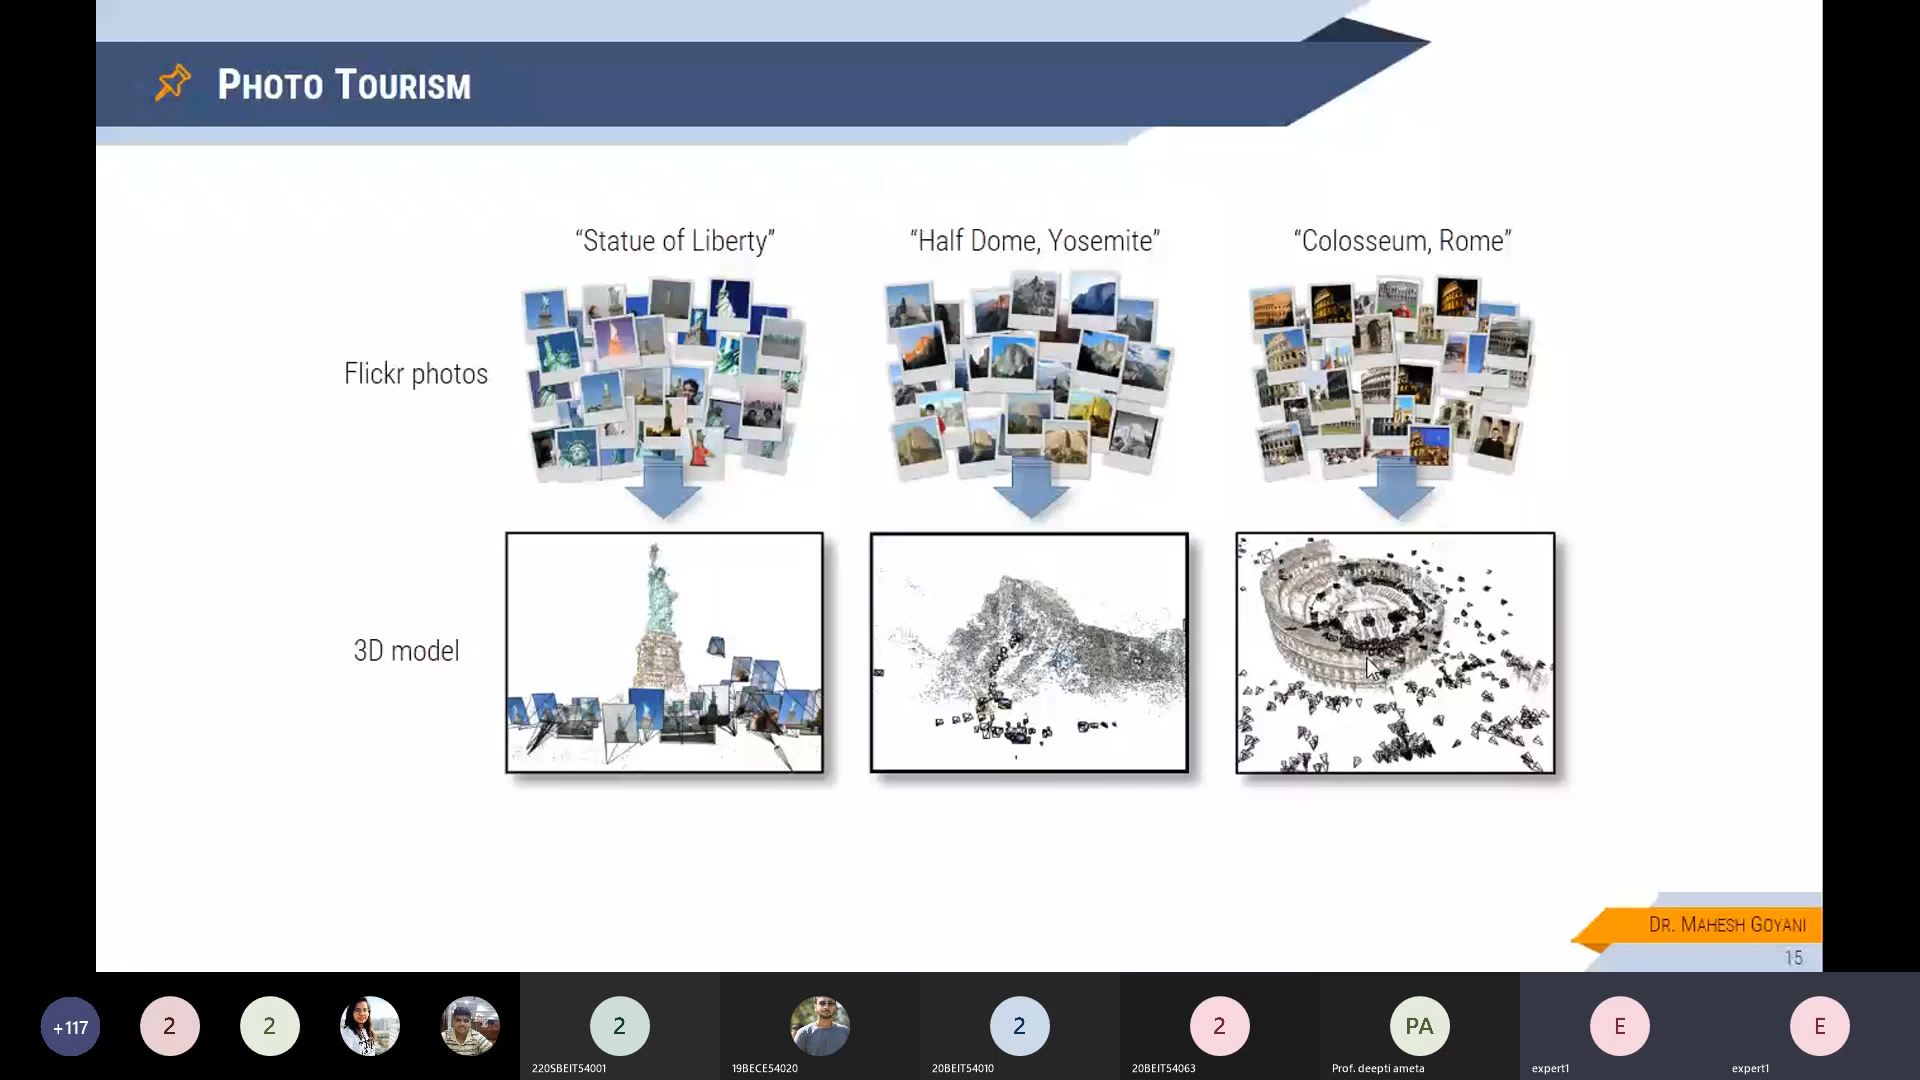 PHOTO TOURISM
“Statue of Liberty”
“Half Dome, Yosemite”
“Colosseum, Rome”
Flickr photos
3D model
DR. MAHESH GOYANI
15
+117
2
2
2
2
2
PA
E
E
220SBEIT54001
19BECE54020
20BEIT54010
20BEIT54063
Prof. deepti ameta
expert1
expert1